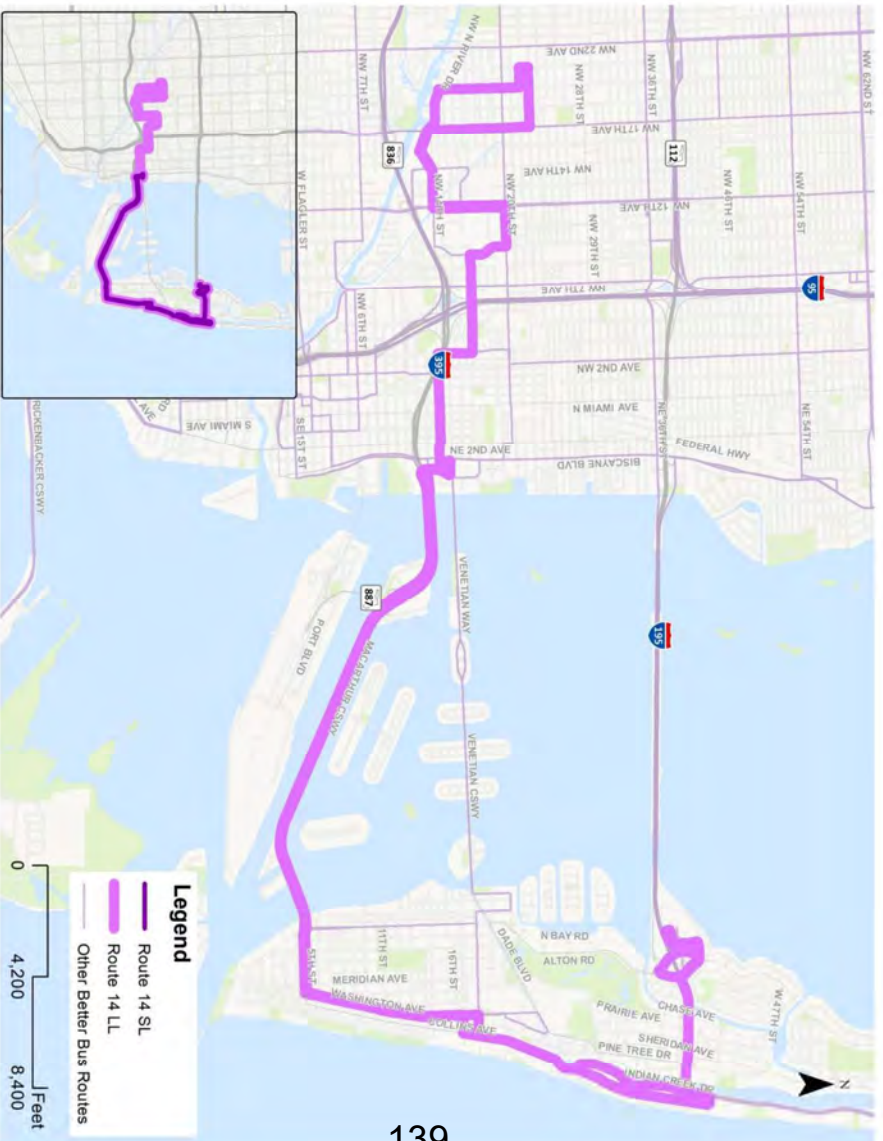 NW 62ND ST
NW 54TH ST
NE 54TH ST
W 47TH ST
NW 46TH ST
95
NW 22ND AVE
NW 36TH ST
112
NW 17TH AVE
NW 12TH AVE
NW 14TH AVE
NW 28TH ST
NW 29TH ST
NW 7TH AVE
NW 2ND AVE
N MIAMI AVE
NE 36TH ST
FEDERAL HWY
BISCAYNE BLVD
NE 2ND AVE
195
NW 20TH ST
NW N RIVER DR
NW 7TH ST
836
395
NW 6TH ST
W FLAGLER ST
SE 1ST ST
S MIAMI AVE
L AVE
RD
RICKENBACKER CSWY
VENETIAN WAY
VENETIAN CSWY
887
PORT BLVD
MACARTHUR CSWY
N BAY RD
ALTON RD
DADE BLVD
PRAIRIE AVE
CHASE AVE
SHERIDAN AVE
PINE TREE DR
INDIAN CREEK DR
16TH ST
11TH ST
5TH ST
MERIDIAN AVE
WASHINGTON AVE
COLLINS AVE
N
Legend
Route 14 SL
Route 14 LL
Other Better Bus Routes
0 4,200 8,400
Feet
139